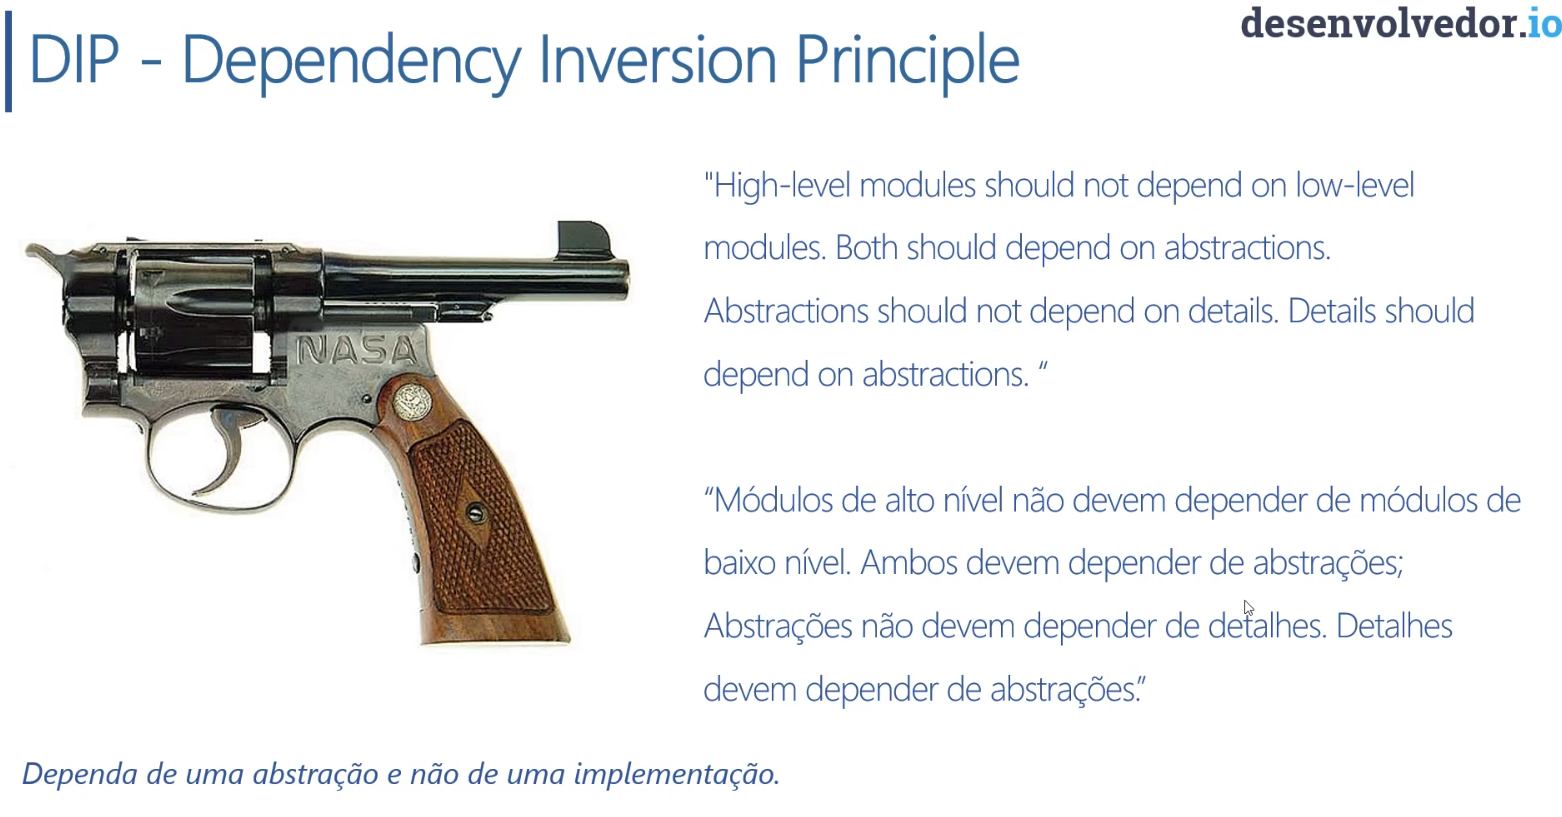 desenvolvedor.io
DIP - Dependency Inversion Principle
"High-level modules should not depend on low-level
modules. Both should depend on abstractions.
Abstractions should not depend on details. Details should
depend on abstractions. “
NASA
“Módulos de alto nível não devem depender de módulos de
baixo nível. Ambos devem depender de abstrações;
Abstrações não devem depender de detalhes. Detalhes
devem depender de abstrações.”
Dependa de uma abstração e não de uma implementação.